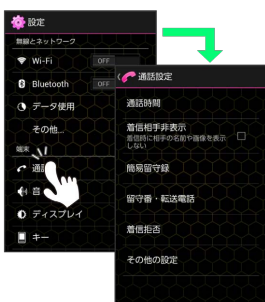 設定
無線とネットワーク
Wi-Fi
OFF
Bluetooth
OFF
データ使用
その他...
端末
通
音
ディスプレイ
キー
通話設定
通話時間
着信相手非表示
着信時に相手の名前や画像を表示
しない
簡易留守録
留守番・転送電話
着信拒否
その他の設定